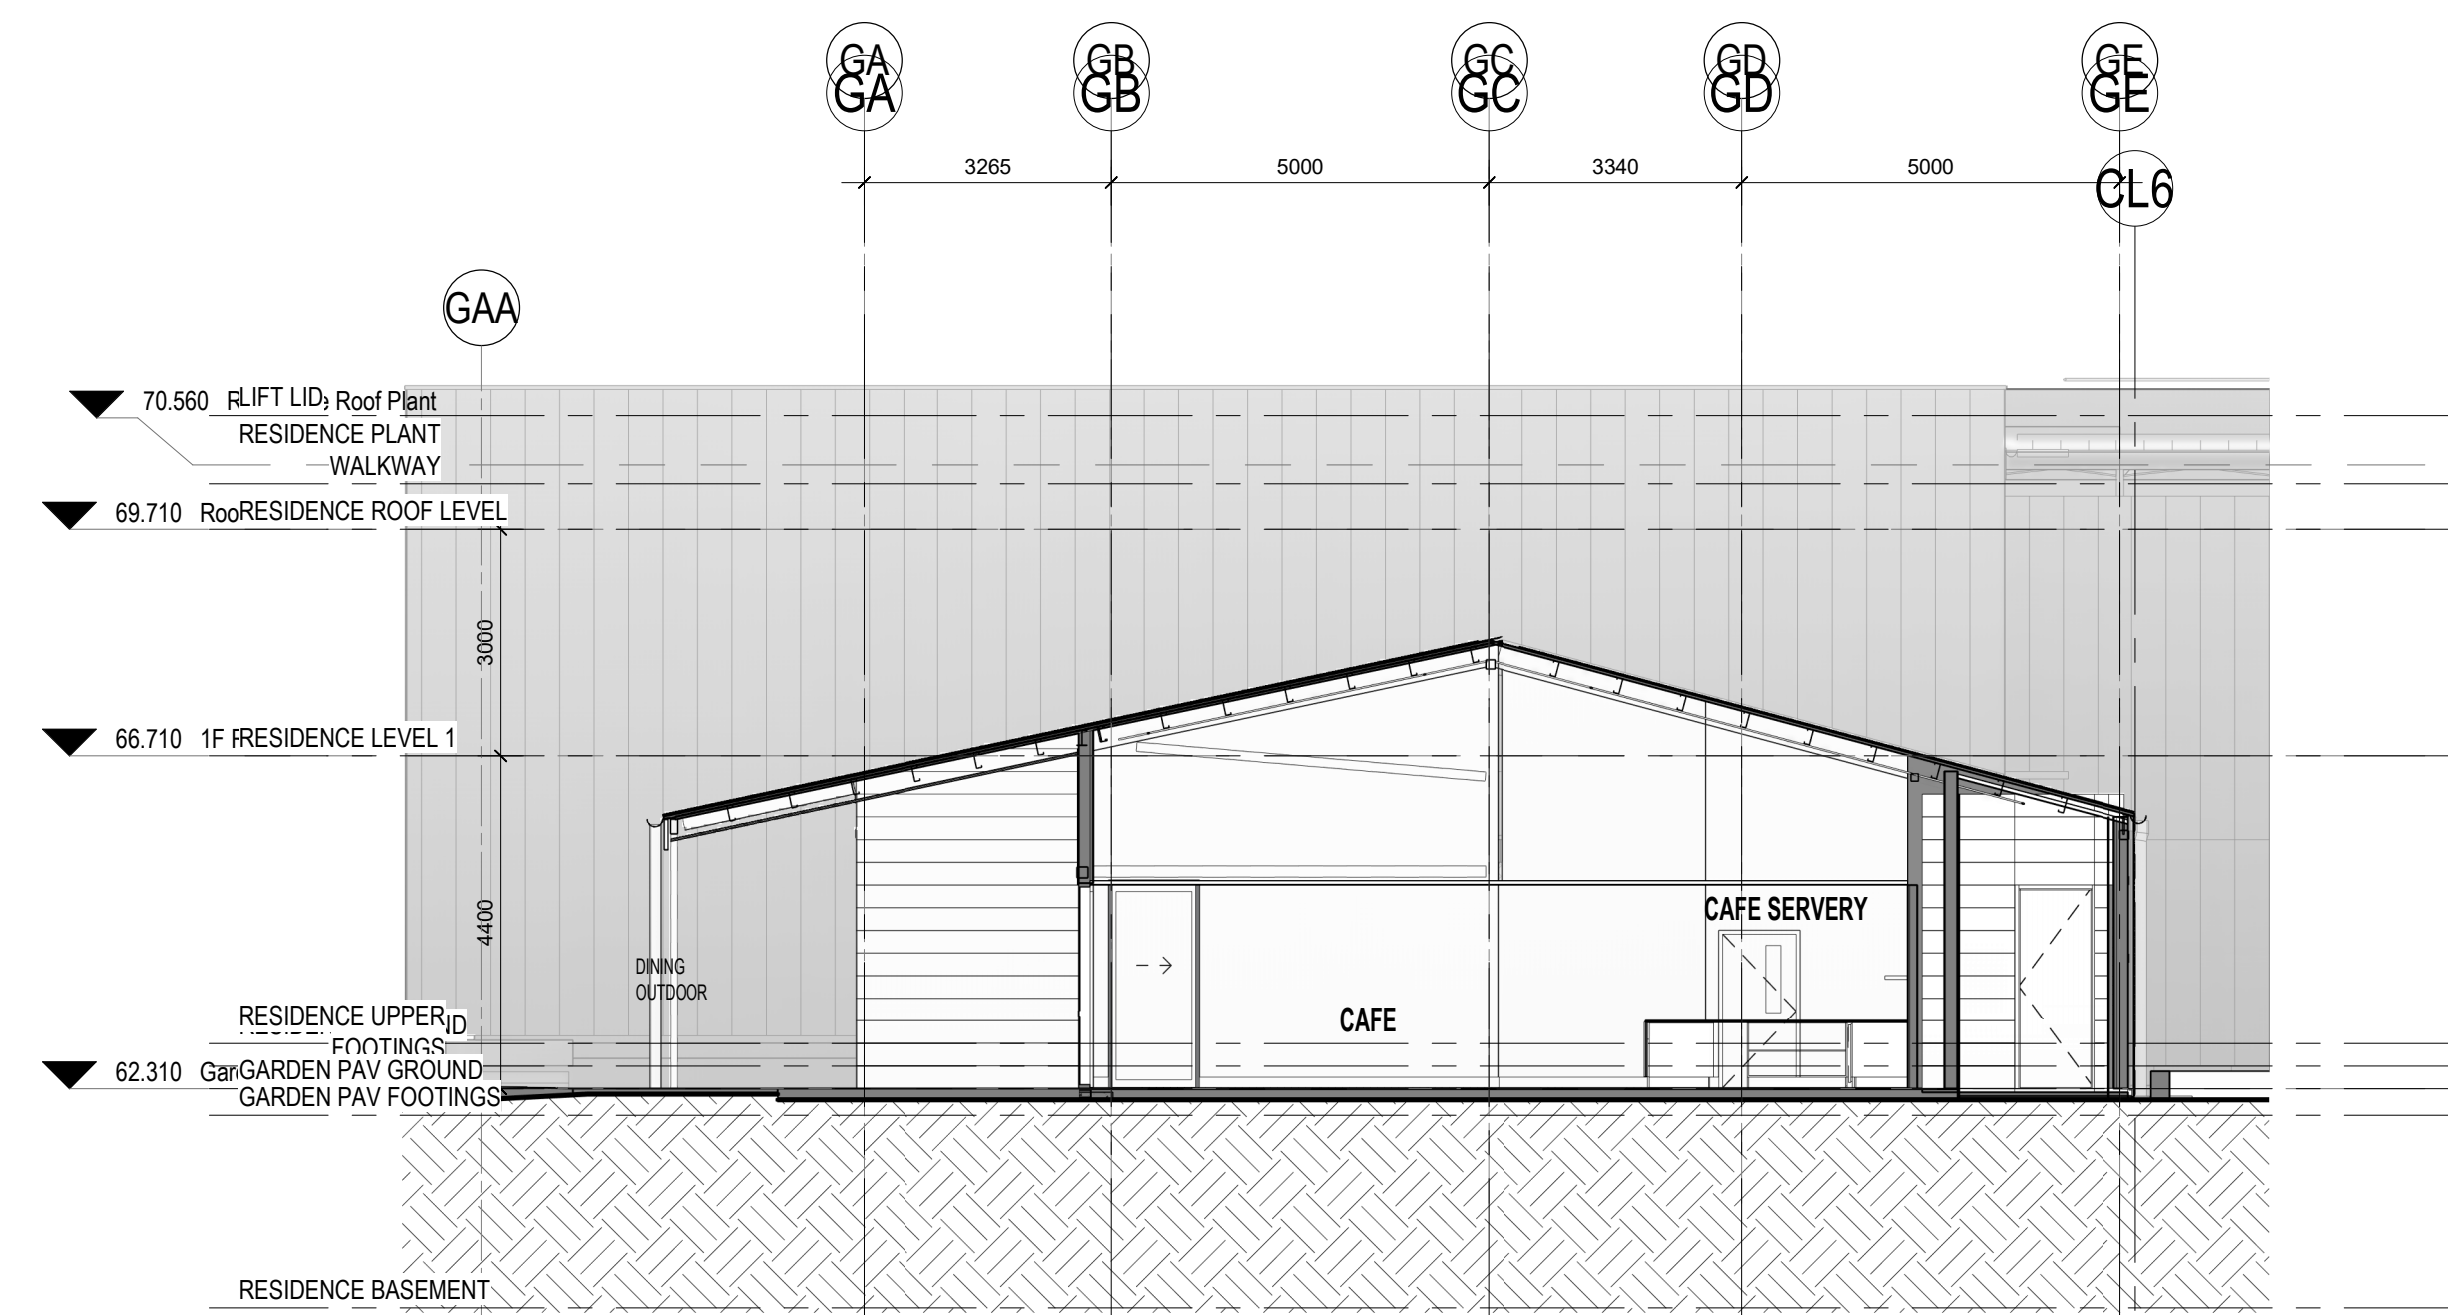 GA GB GC GD GE
GA GB GC GD GE
3265 5000 3340 5000
CL6
GAA
70.560 LIFT LID Roof Plant
RESIDENCE PLANT
WALKWAY
69.710 RESIDENCE ROOF LEVEL
3000
66.710 1F RESIDENCE LEVEL 1
4400
CAFE SERVERY
DINING
OUTDOOR
CAFE
RESIDENCE UPPER
FOOTINGS
62.310 GARDEN PAV GROUND
GARDEN PAV FOOTINGS
RESIDENCE BASEMENT